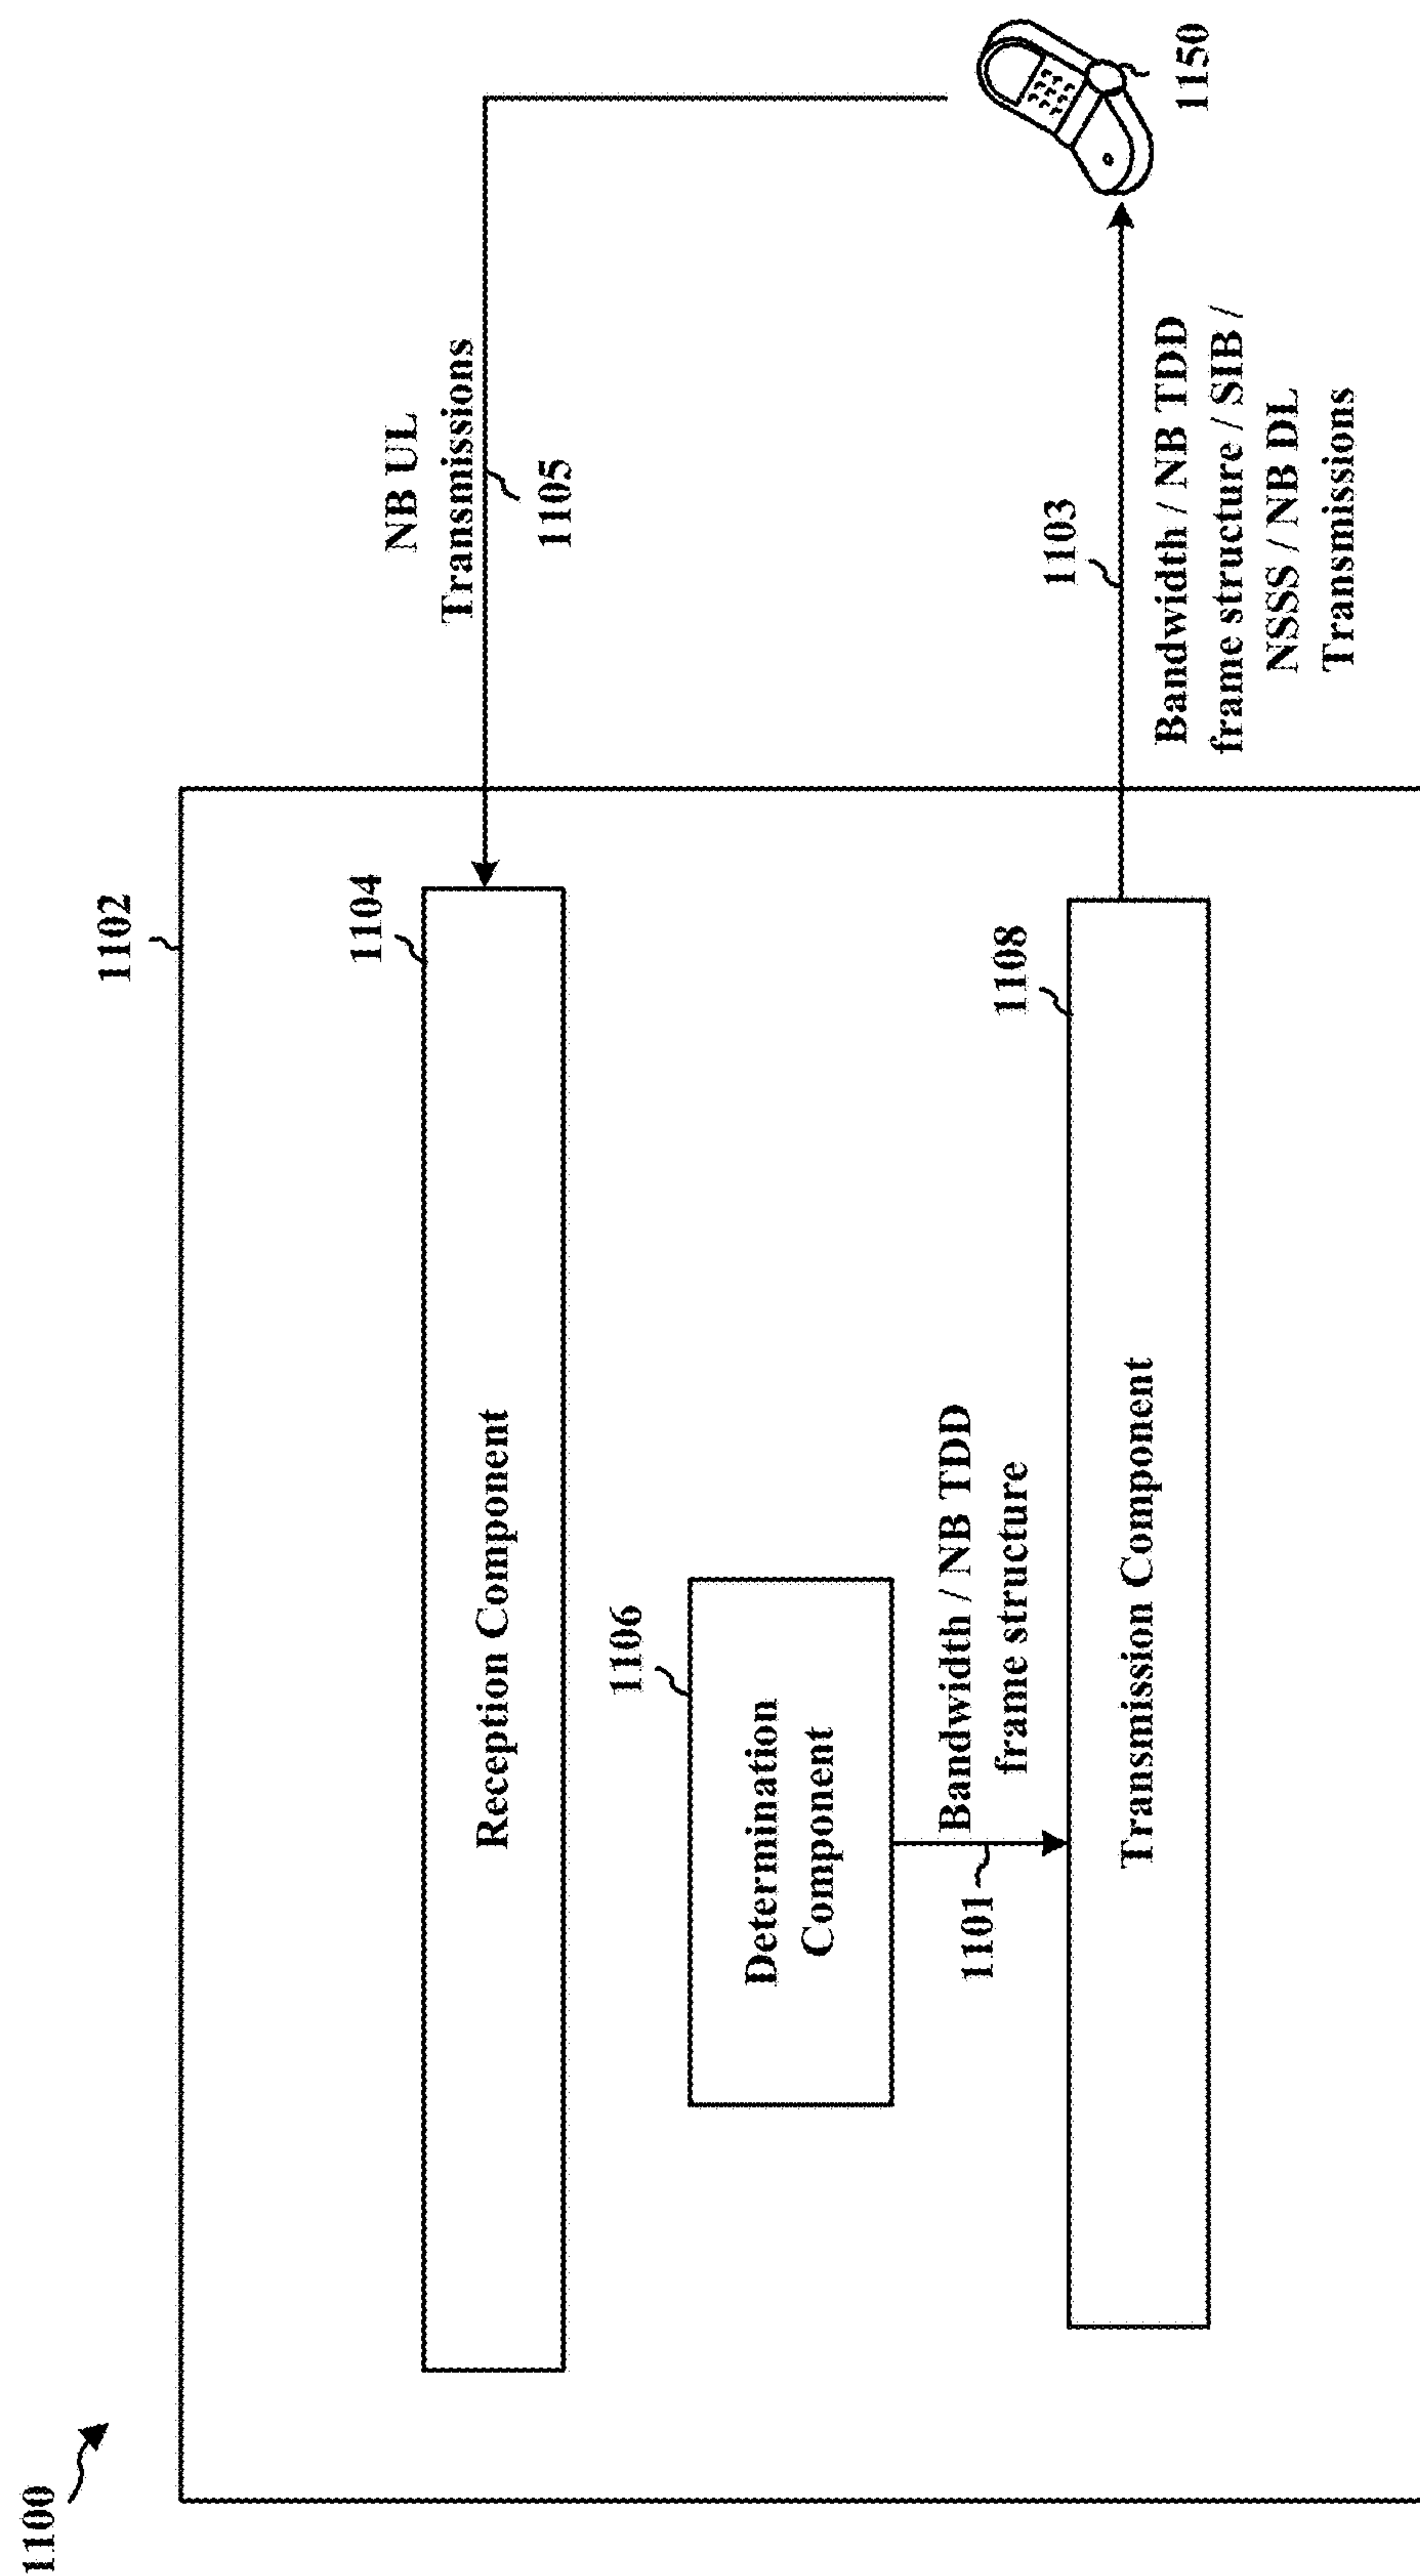 1100
1102
1104
Reception Component
NB UL
Transmissions
1105
1106
Determination
Component
1101
Bandwidth / NB TDD
frame structure
1108
Transmission Component
1103
Bandwidth / NB TDD
frame structure / SIB /
NSSS / NB DL
Transmissions
1150